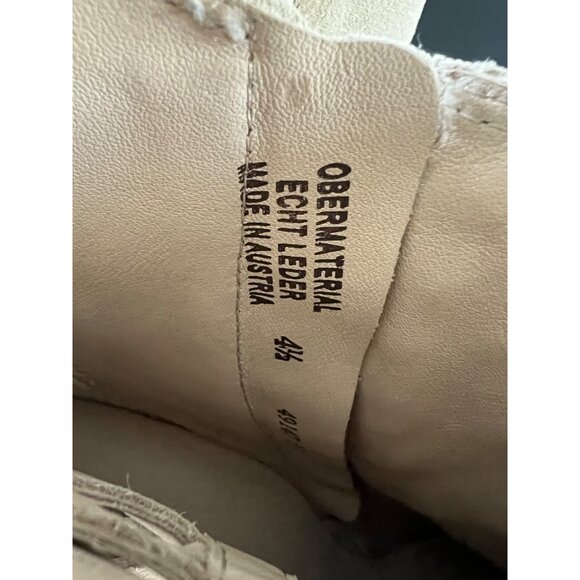 OBERMATERIAL
ECHT LEDER 4½
MADE IN AUSTRIA